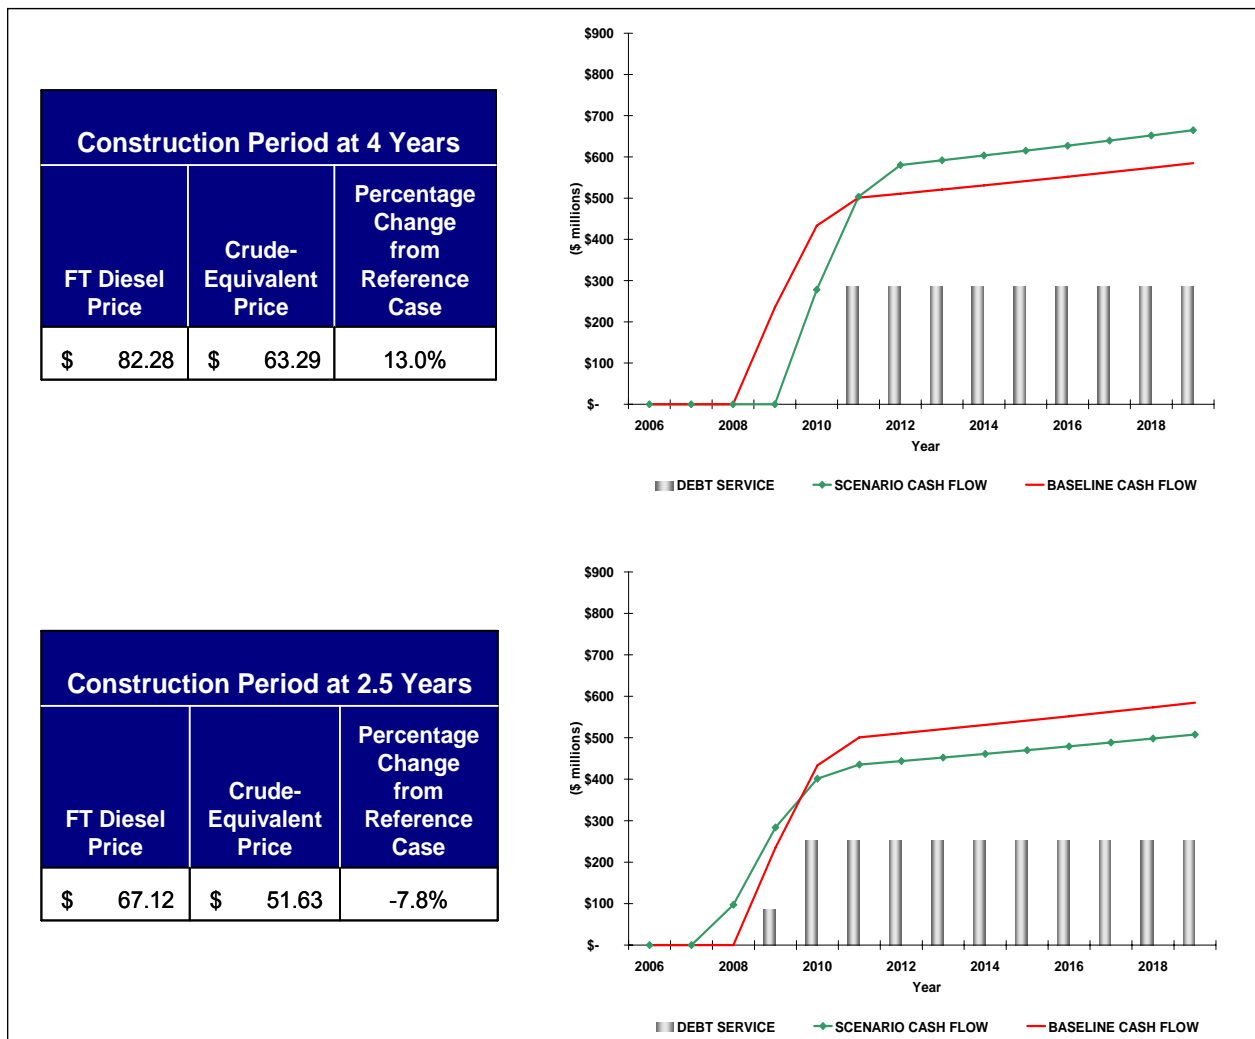 Construction Period at 4 Years
FT Diesel
Price
Crude-
Equivalent
Price
Percentage
Change
from
Reference
Case
$ 82.28
$ 63.29
13.0%
$900
$800
$700
$600
$500
$400
$300
$200
$100
$-
($ millions)
2006
2008
2010
2012
2014
2016
2018
Year
DEBT SERVICE
SCENARIO CASH FLOW
BASELINE CASH FLOW
Construction Period at 2.5 Years
FT Diesel
Price
Crude-
Equivalent
Price
Percentage
Change
from
Reference
Case
$ 67.12
$ 51.63
-7.8%
$900
$800
$700
$600
$500
$400
$300
$200
$100
$-
($ millions)
2006
2008
2010
2012
2014
2016
2018
Year
DEBT SERVICE
SCENARIO CASH FLOW
BASELINE CASH FLOW